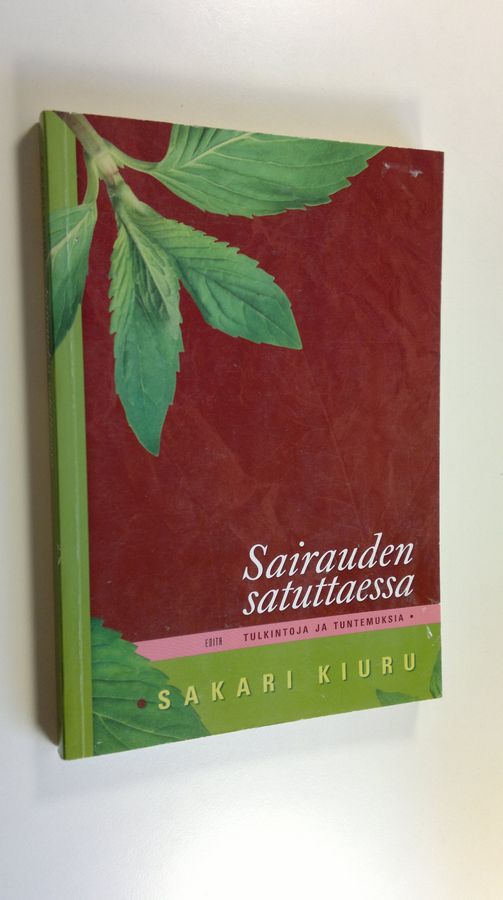 Sairauden
satuttaessa
EDITA TULKINTOJA JA TUNTEMUKSIA •
• SAKARI KIURU